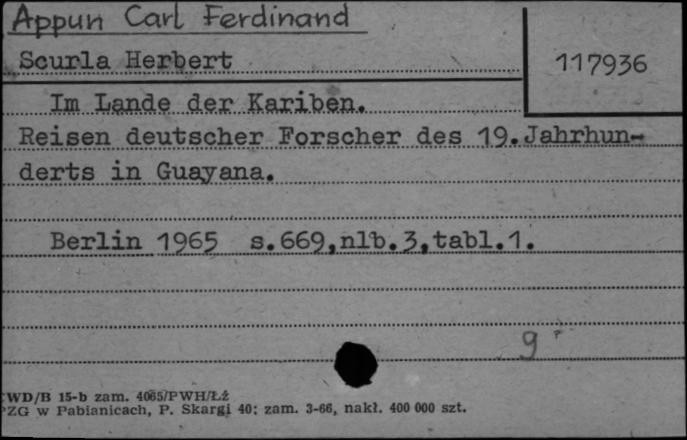 Appun Carl Ferdinand
Scurla Herbert
117936
Im Lande der Kariben.
Reisen deutscher Forscher des 19.Jahrhun-
derts in Guayana.
Berlin 1965 s.669,nlb.3,tabl.1.
9
WD/B 15-b zam. 4065/PWH/Łż
PZG w Pabianicach, P. Skargi 40; zam. 3-66, nakł. 400 000 szt.